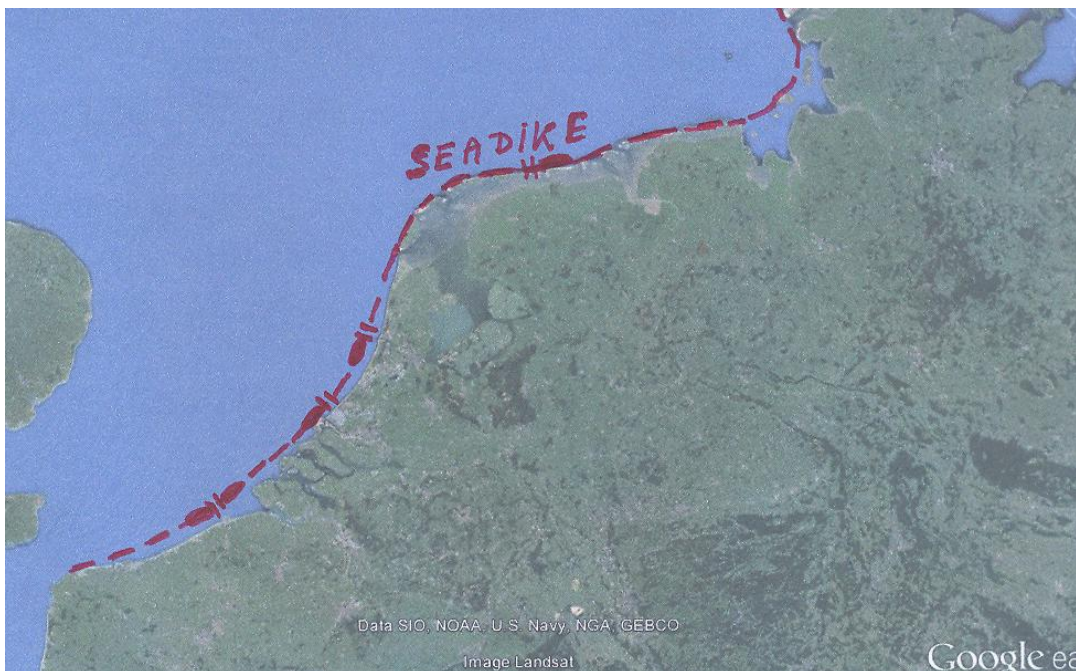 SEADIKE
Data SIO, NOAA, U.S. Navy, NGA, GEBCO
Image Landsat
Google ea